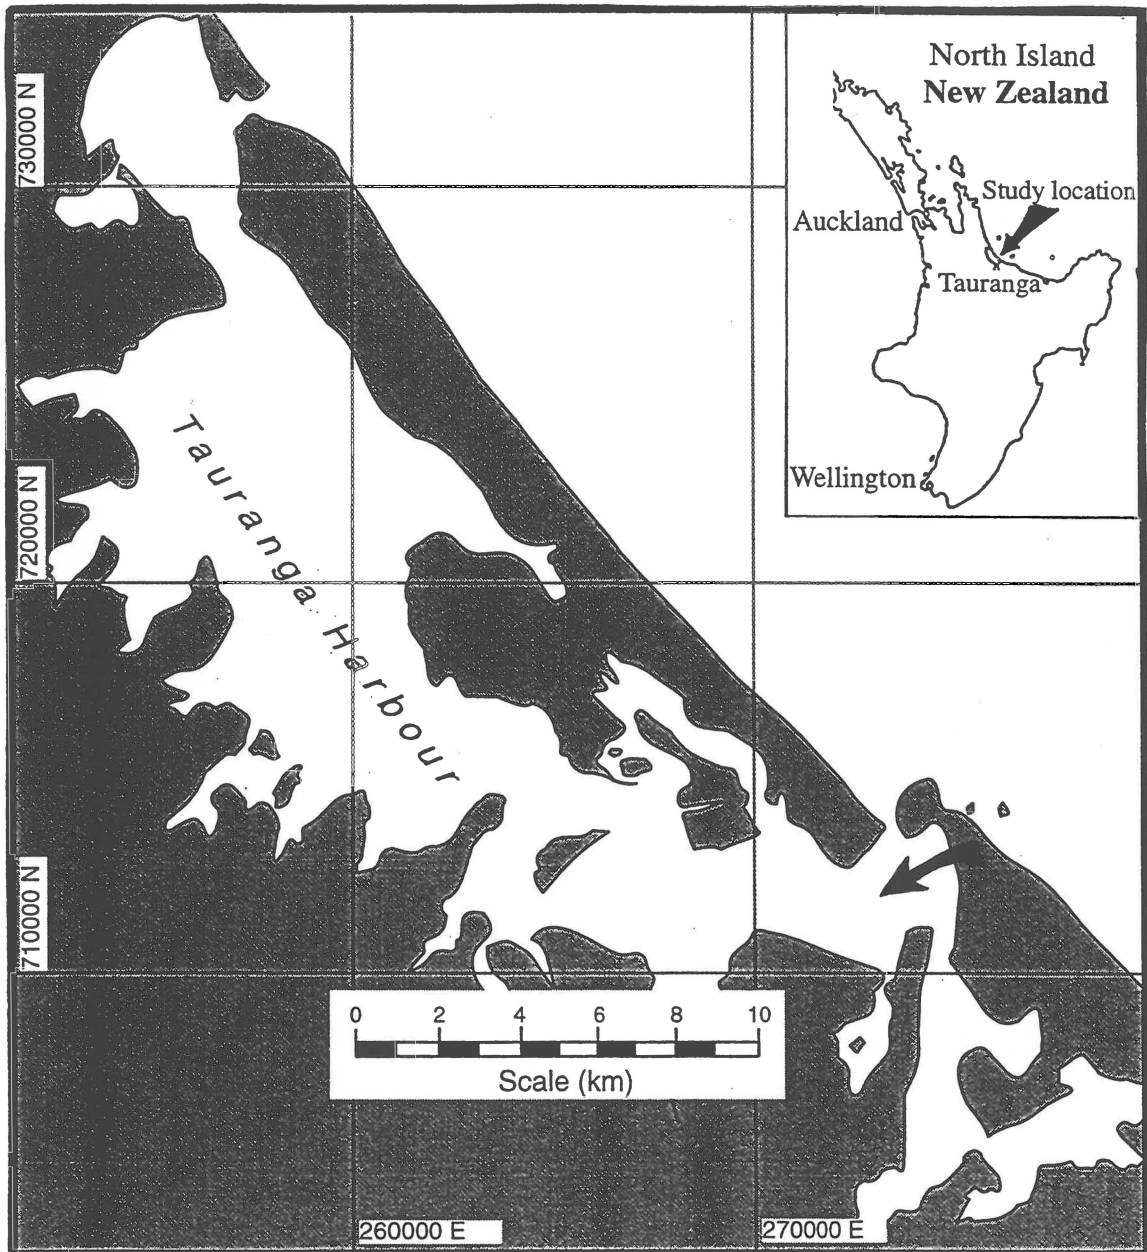 North Island
New Zealand
Study location
Auckland
Tauranga
Wellington
730000 N
720000 N
710000 N
Tauranga Harbour
0 2 4 6 8 10
Scale (km)
260000 E
270000 E